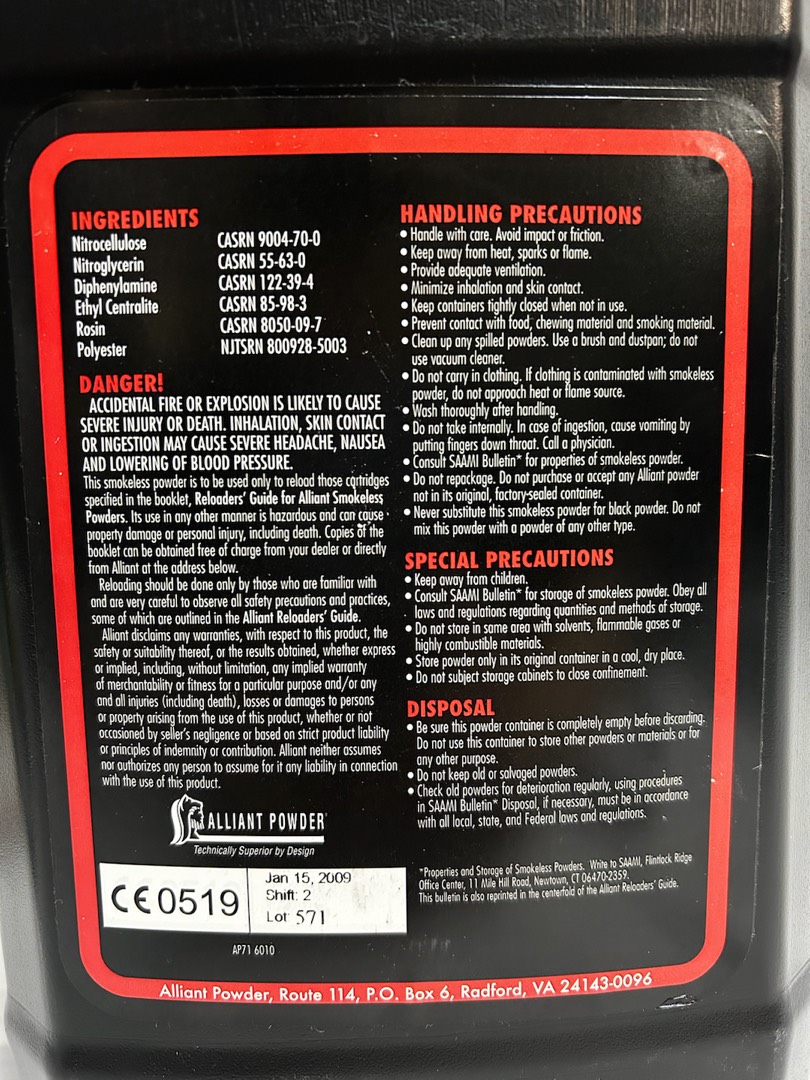 INGREDIENTS
Nitrocellulose CASRN 9004-70-0
Nitroglycerin CASRN 55-63-0
Diphenylamine CASRN 122-39-4
Ethyl Centralite CASRN 85-98-3
Rosin CASRN 8050-09-7
Polyester NJTSRN 800928-5003
DANGER!
ACCIDENTAL FIRE OR EXPLOSION IS LIKELY TO CAUSE
SEVERE INJURY OR DEATH. INHALATION, SKIN CONTACT
OR INGESTION MAY CAUSE SEVERE HEADACHE, NAUSEA
AND LOWERING OF BLOOD PRESSURE.
This smokeless powder is to be used only to reload those cartridges
specified in the booklet, Reloaders' Guide for Alliant Smokeless
Powders. Its use in any other manner is hazardous and can cause
property damage or personal injury, including death. Copies of the
booklet can be obtained free of charge from your dealer or directly
from Alliant at the address below.
Reloading should be done only by those who are familiar with
and are very careful to observe all safety precautions and practices,
some of which are outlined in the Alliant Reloaders' Guide.
Alliant disclaims any warranties, with respect to this product, the
safety or suitability thereof, or the results obtained, whether express
or implied, including, without limitation, any implied warranty
of merchantability or fitness for a particular purpose and/or any
and all injuries (including death), losses or damages to persons
or property arising from the use of this product, whether or not
occasioned by seller's negligence or based on strict product liability
or principles of indemnity or contribution. Alliant neither assumes
nor authorizes any person to assume for it any liability in connection
with the use of this product.
ALLIANT POWDER
Technically Superior by Design
CE0519
Jan 15, 2009
Shift: 2
Lot: 571
AP71 6010
HANDLING PRECAUTIONS
• Handle with care. Avoid impact or friction.
• Keep away from heat, sparks or flame.
• Provide adequate ventilation.
• Minimize inhalation and skin contact.
• Keep containers tightly closed when not in use.
• Prevent contact with food, chewing material and smoking material.
• Clean up any spilled powders. Use a brush and dustpan; do not
use vacuum cleaner.
• Do not carry in clothing. If clothing is contaminated with smokeless
powder, do not approach heat or flame source.
• Wash thoroughly after handling.
• Do not take internally. In case of ingestion, cause vomiting by
putting fingers down throat. Call a physician.
• Consult SAAMI Bulletin* for properties of smokeless powder.
• Do not repackage. Do not purchase or accept any Alliant powder
not in its original, factory-sealed container.
• Never substitute this smokeless powder for black powder. Do not
mix this powder with a powder of any other type.
SPECIAL PRECAUTIONS
• Keep away from children.
• Consult SAAMI Bulletin* for storage of smokeless powder. Obey all
laws and regulations regarding quantities and methods of storage.
• Do not store in same area with solvents, flammable gases or
highly combustible materials.
• Store powder only in its original container in a cool, dry place.
• Do not subject storage cabinets to close confinement.
DISPOSAL
• Be sure this powder container is completely empty before discarding.
Do not use this container to store other powders or materials or for
any other purpose.
• Do not keep old or salvaged powders.
• Check old powders for deterioration regularly, using procedures
in SAAMI Bulletin* Disposal, if necessary, must be in accordance
with all local, state, and Federal laws and regulations.
*Properties and Storage of Smokeless Powders. Write to SAAMI, Flintlock Ridge
Office Center, 11 Mile Hill Road, Newtown, CT 06470-2359.
This bulletin is also reprinted in the centerfold of the Alliant Reloaders' Guide.
Alliant Powder, Route 114, P.O. Box 6, Radford, VA 24143-0096